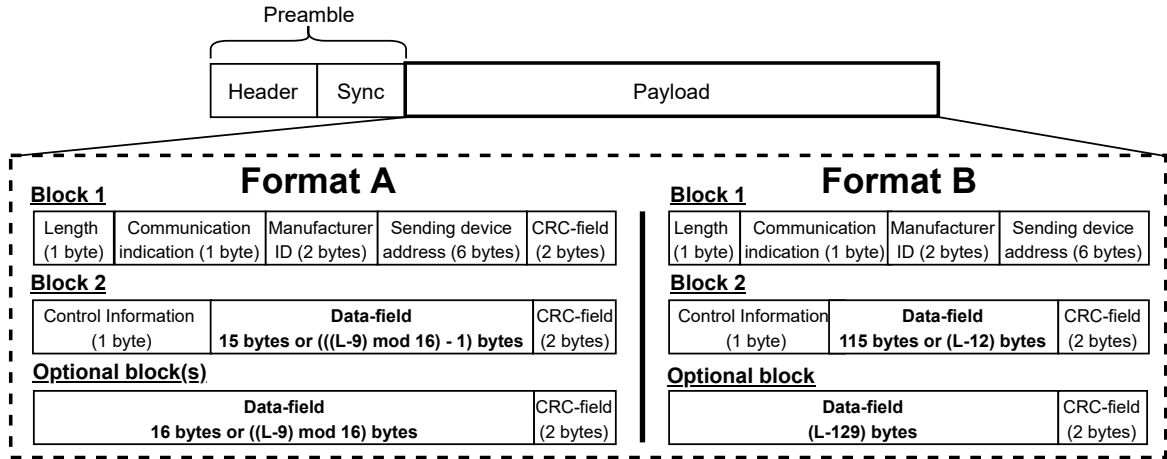 Preamble
Header Sync Payload
Format A
Block 1
Length Communication Manufacturer Sending device CRC-field
(1 byte) indication (1 byte) ID (2 bytes) address (6 bytes) (2 bytes)
Block 2
Control Information Data-field CRC-field
(1 byte) 15 bytes or (((L-9) mod 16) - 1) bytes (2 bytes)
Optional block(s)
Data-field CRC-field
16 bytes or ((L-9) mod 16) bytes (2 bytes)
Format B
Block 1
Length Communication Manufacturer Sending device
(1 byte) indication (1 byte) ID (2 bytes) address (6 bytes)
Block 2
Control Information Data-field CRC-field
(1 byte) 115 bytes or (L-12) bytes (2 bytes)
Optional block
Data-field CRC-field
(L-129) bytes (2 bytes)